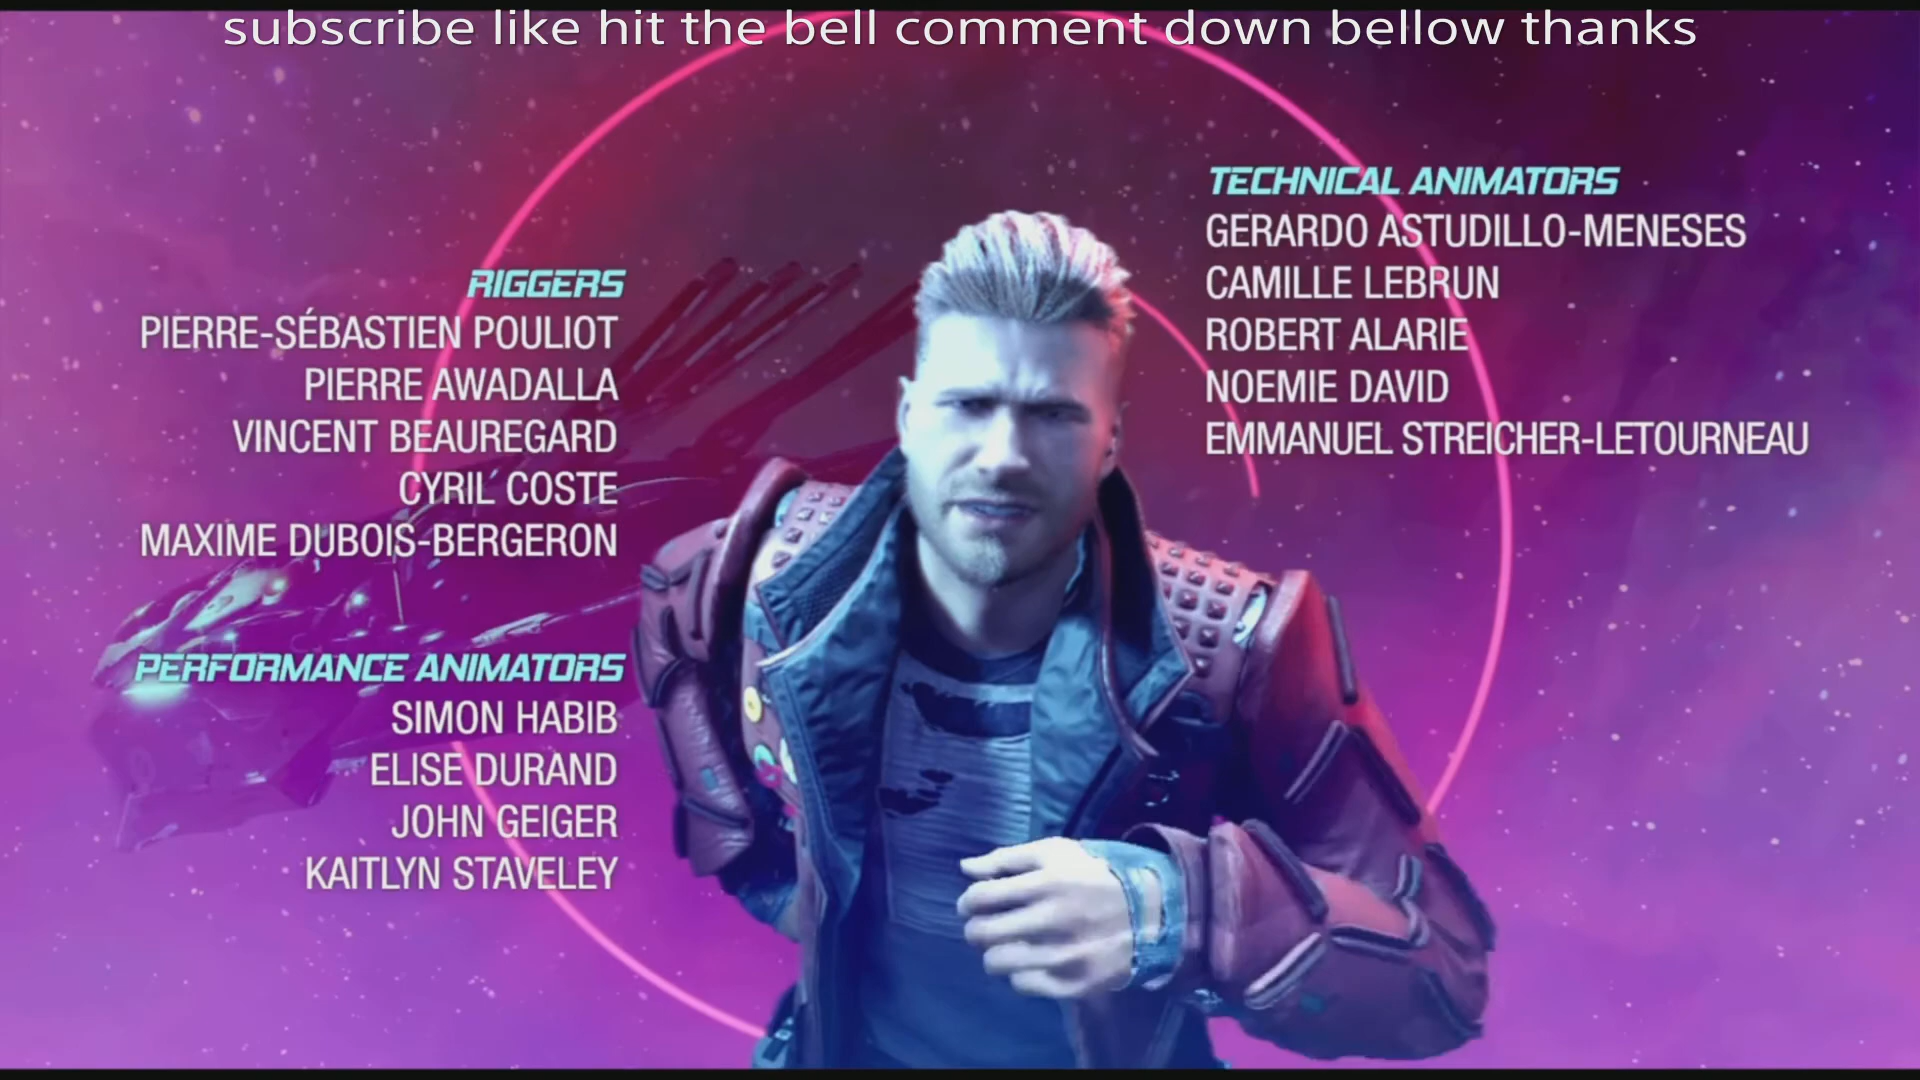 subscribe like hit the bell comment down bellow thanks
RIGGERS
PIERRE-SÉBASTIEN POULIOT
PIERRE AWADALLA
VINCENT BEAUREGARD
CYRIL COSTE
MAXIME DUBOIS-BERGERON
PERFORMANCE ANIMATORS
SIMON HABIB
ELISE DURAND
JOHN GEIGER
KAITLYN STAVELEY
TECHNICAL ANIMATORS
GERARDO ASTUDILLO-MENESES
CAMILLE LEBRUN
ROBERT ALARIE
NOEMIE DAVID
EMMANUEL STREICHER-LETOURNEAU